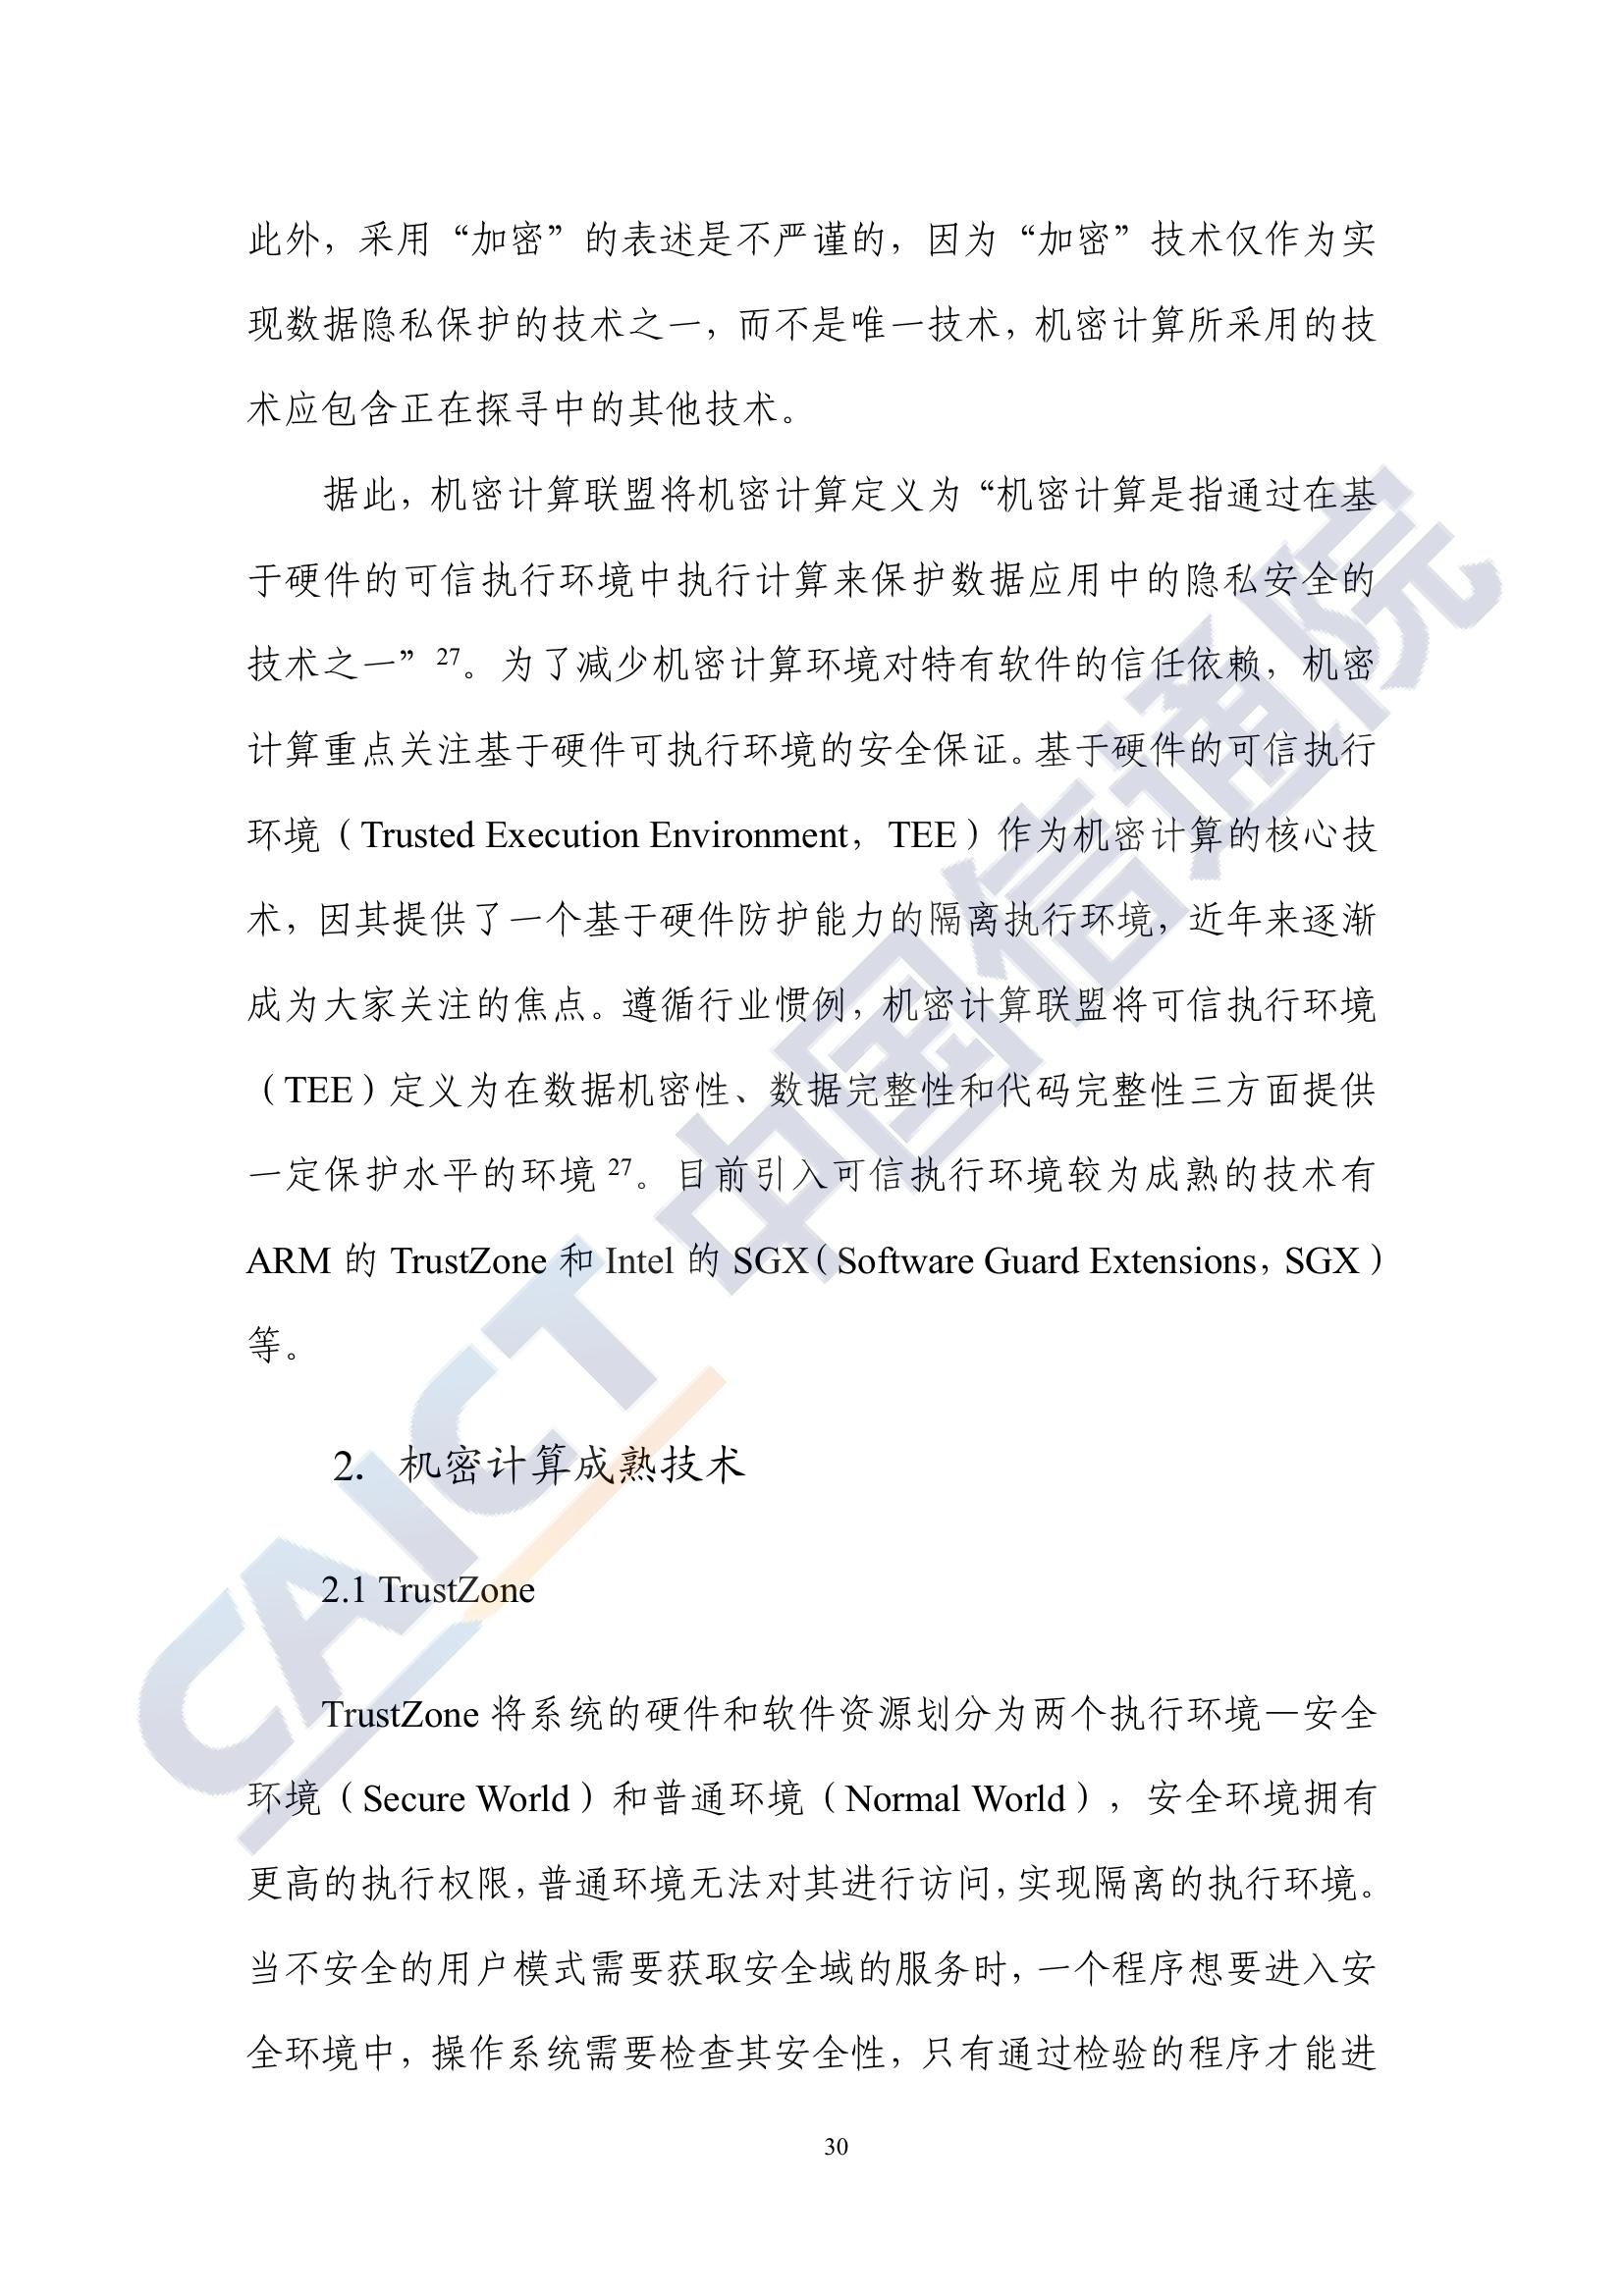 此外，采用“加密”的表述是不严谨的，因为“加密”技术仅作为实
现数据隐私保护的技术之一，而不是唯一技术，机密计算所采用的技
术应包含正在探寻中的其他技术。
据此，机密计算联盟将机密计算定义为“机密计算是指通过在基
于硬件的可信执行环境中执行计算来保护数据应用中的隐私安全的
技术之一”27。为了减少机密计算环境对特有软件的信任依赖，机密
计算重点关注基于硬件可执行环境的安全保证。基于硬件的可信执行
环境（Trusted Execution Environment，TEE）作为机密计算的核心技
术，因其提供了一个基于硬件防护能力的隔离执行环境，近年来逐渐
成为大家关注的焦点。遵循行业惯例，机密计算联盟将可信执行环境
（TEE）定义为在数据机密性、数据完整性和代码完整性三方面提供
一定保护水平的环境 27。目前引入可信执行环境较为成熟的技术有
ARM 的 TrustZone 和 Intel 的 SGX（Software Guard Extensions，SGX）
等。
2. 机密计算成熟技术
2.1 TrustZone
TrustZone 将系统的硬件和软件资源划分为两个执行环境—安全
环境（Secure World）和普通环境（Normal World），安全环境拥有
更高的执行权限，普通环境无法对其进行访问，实现隔离的执行环境。
当不安全的用户模式需要获取安全域的服务时，一个程序想要进入安
全环境中，操作系统需要检查其安全性，只有通过检验的程序才能进
30
CAICT 中国信通院